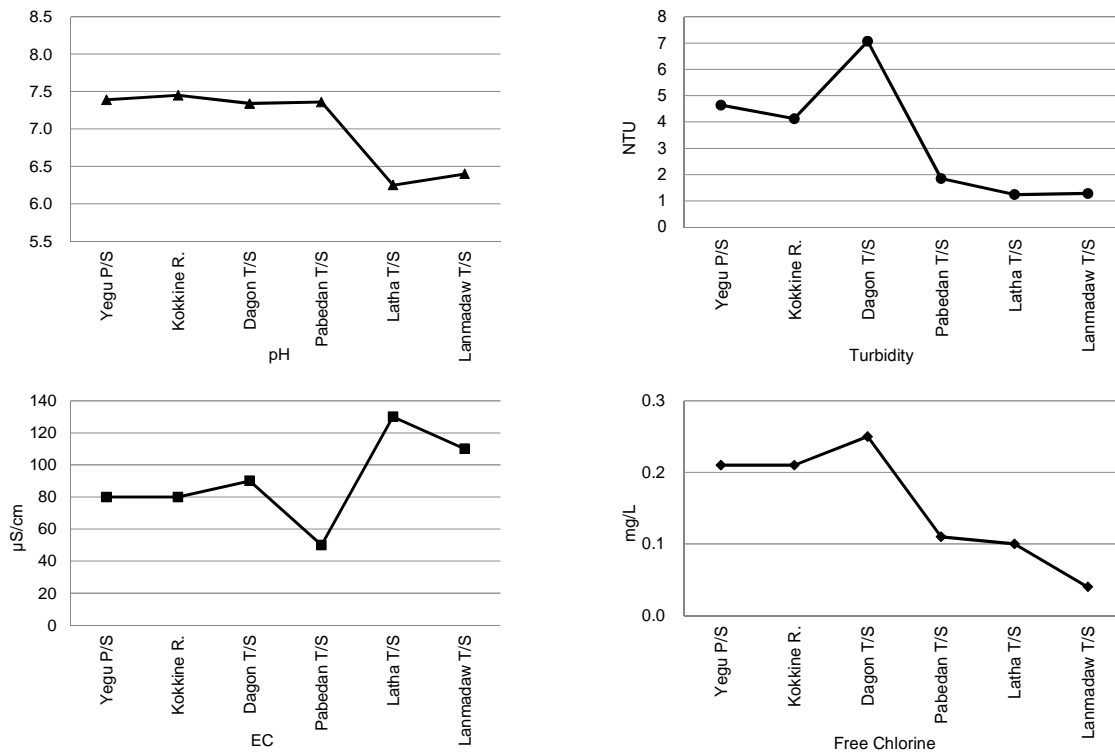 8.5
8.0
7.5
7.0
6.5
6.0
5.5
Yegu P/S
Kokkine R.
Dagon T/S
Pabedan T/S
Latha T/S
Lanmadaw T/S
pH
8
7
6
5
4
3
2
1
0
NTU
Yegu P/S
Kokkine R.
Dagon T/S
Pabedan T/S
Latha T/S
Lanmadaw T/S
Turbidity
140
120
100
80
60
40
20
0
µS/cm
Yegu P/S
Kokkine R.
Dagon T/S
Pabedan T/S
Latha T/S
Lanmadaw T/S
EC
0.3
0.2
0.1
0.0
mg/L
Yegu P/S
Kokkine R.
Dagon T/S
Pabedan T/S
Latha T/S
Lanmadaw T/S
Free Chlorine